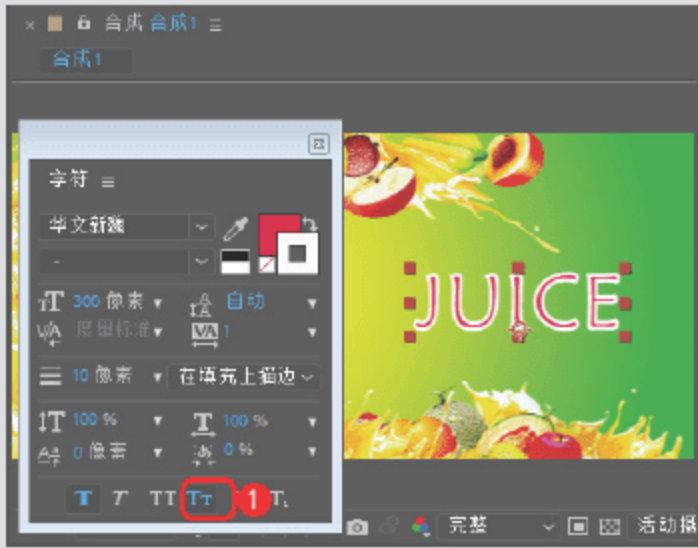 合成 合成1
合成1
字符
华文新魏
-
300 像素
自动
度量标准
1
10 像素
在填充上描边
100 %
100 %
0 像素
0 %
T T TT Tт 1 T,
JUICE
完整
活动摄